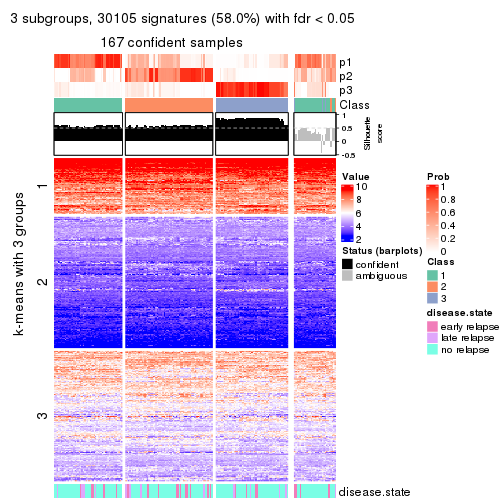 3 subgroups, 30105 signatures (58.0%) with fdr < 0.05
167 confident samples
p1
p2
p3
Class
1
0.5
0
-0.5
Silhouette
score
k-means with 3 groups
1
2
3
disease.state
Value
10
8
6
4
2
Status (barplots)
confident
ambiguous
Prob
1
0.8
0.6
0.4
0.2
0
Class
1
2
3
disease.state
early relapse
late relapse
no relapse